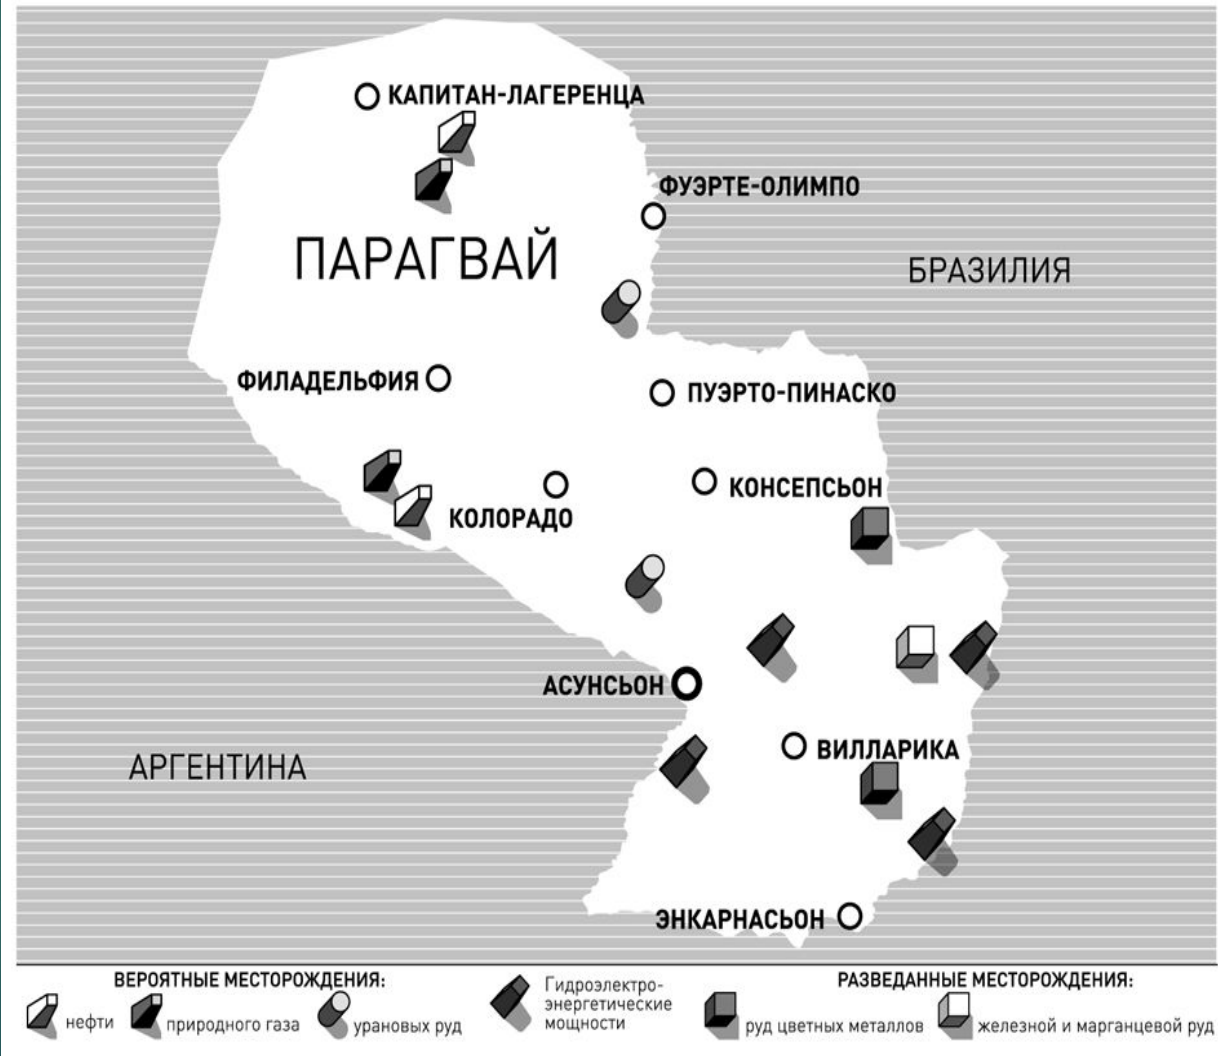 КАПИТАН-ЛАГЕРЕНЦА
ФУЭРТЕ-ОЛИМПО
ПАРАГВАЙ
БРАЗИЛИЯ
ФИЛАДЕЛЬФИЯ
ПУЭРТО-ПИНАСКО
КОНСЕПСЬОН
КОЛОРАДО
АСУНСЬОН
ВИЛЛАРИКА
АРГЕНТИНА
ЭНКАРНАСЬОН
ВЕРОЯТНЫЕ МЕСТОРОЖДЕНИЯ:
нефти
природного газа
урановых руд
Гидроэлектро-
энергетические
мощности
РАЗВЕДАННЫЕ МЕСТОРОЖДЕНИЯ:
руд цветных металлов
железной и марганцевой руд